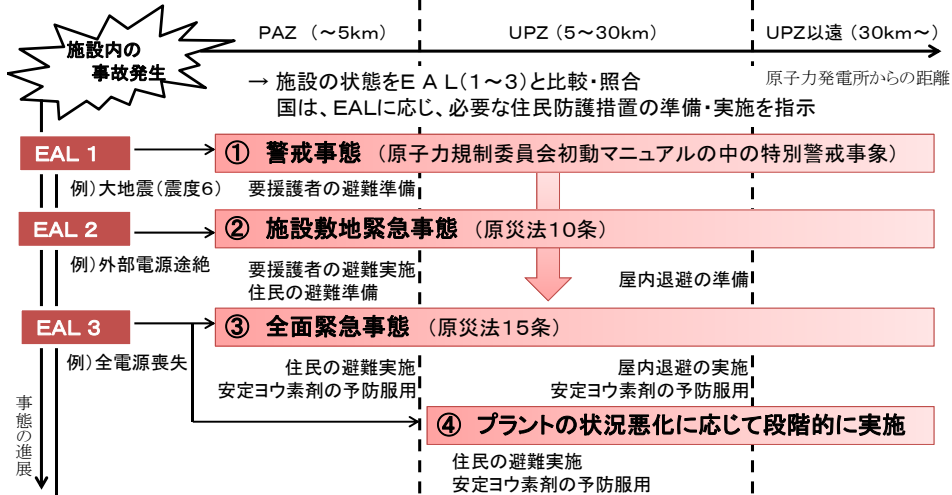 施設内の
事故発生
PAZ (~5km)
UPZ (5~30km)
UPZ以遠 (30km~)
原子力発電所からの距離
→ 施設の状態をＥＡＬ(1~3)と比較・照合
国は、EALに応じ、必要な住民防護措置の準備・実施を指示
EAL 1
① 警戒事態 （原子力規制委員会初動マニュアルの中の特別警戒事象）
例)大地震(震度6)
要援護者の避難準備
EAL 2
② 施設敷地緊急事態 （原災法10条）
例)外部電源途絶
要援護者の避難実施
住民の避難準備
屋内退避の準備
EAL 3
③ 全面緊急事態 （原災法15条）
例)全電源喪失
住民の避難実施
安定ヨウ素剤の予防服用
屋内退避の実施
安定ヨウ素剤の予防服用
④ プラントの状況悪化に応じて段階的に実施
住民の避難実施
安定ヨウ素剤の予防服用
事態の進展